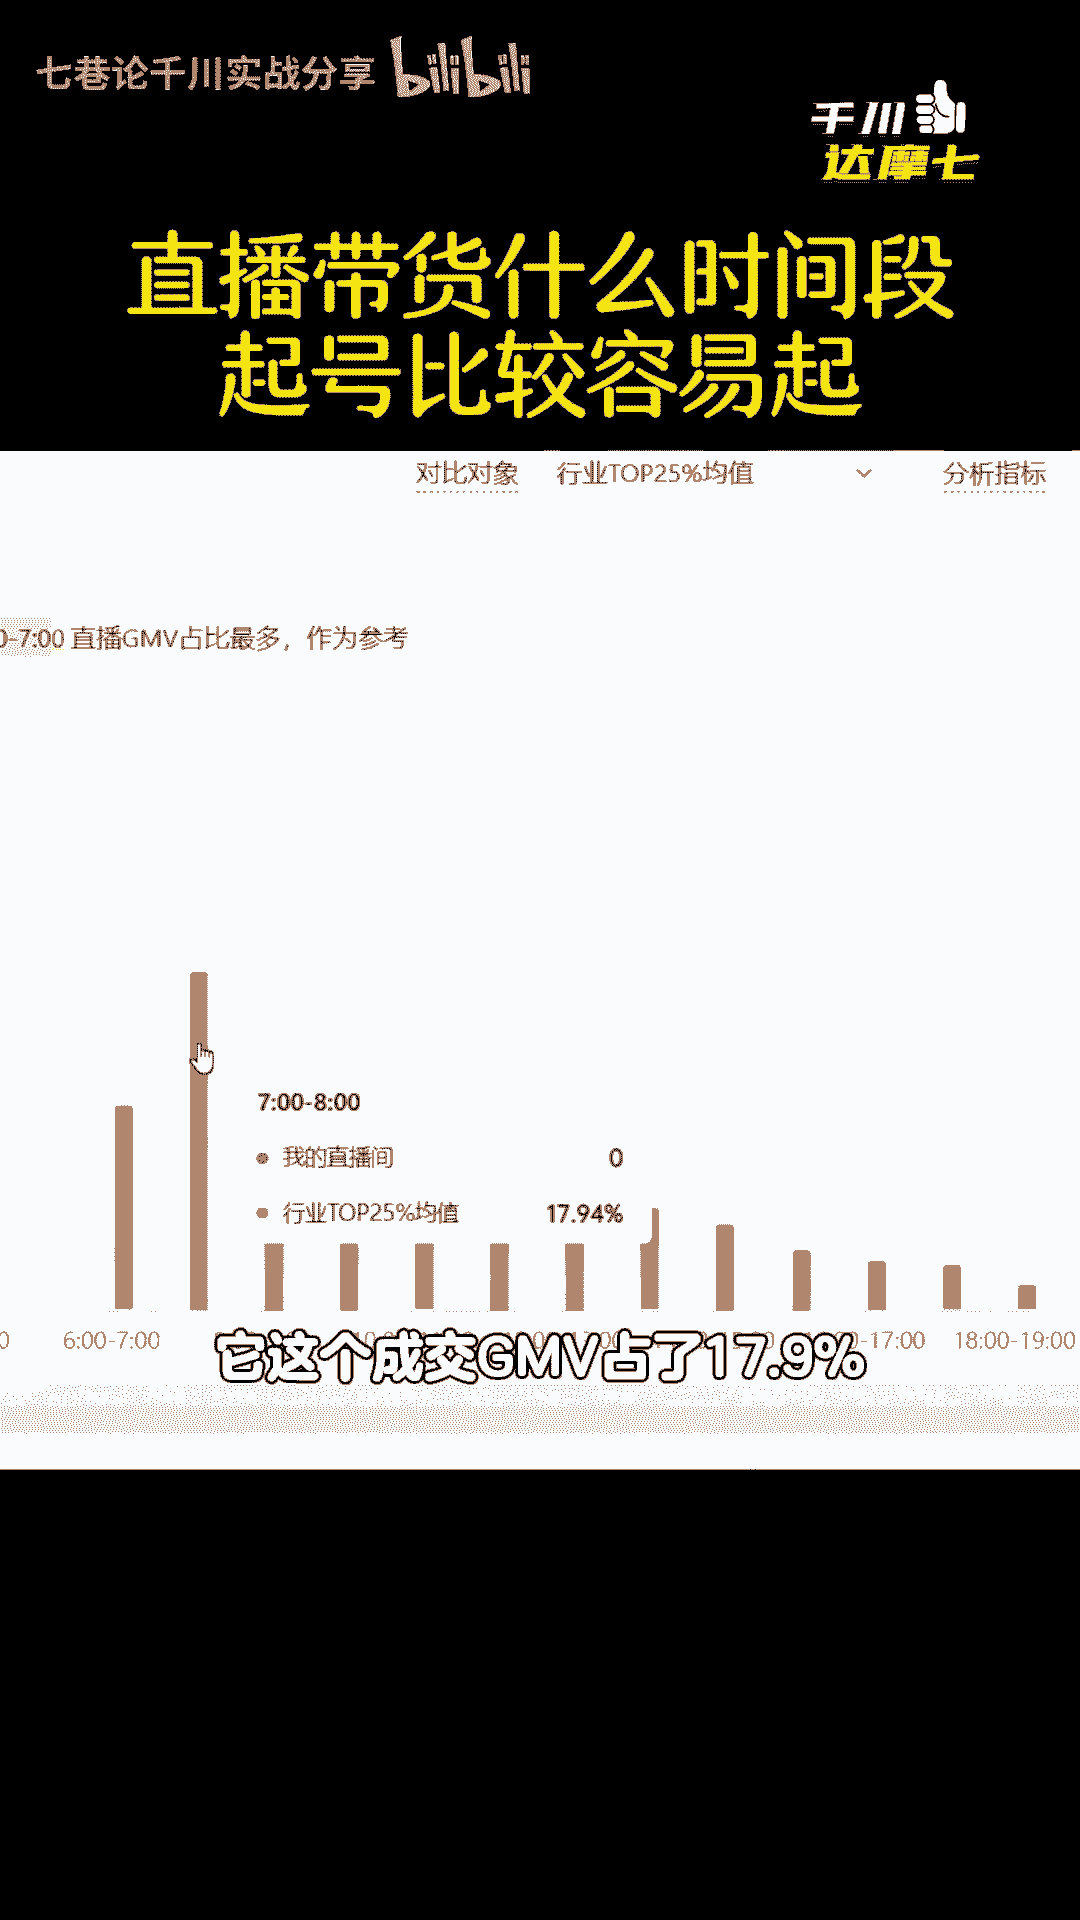 七巷论千川实战分享 bilibili
千川
达摩七
直播带货什么时间段
起号比较容易起
对比对象 行业TOP25%均值 分析指标
0-7:00 直播GMV占比最多，作为参考
7:00-8:00
我的直播间 0
行业TOP25%均值 17.94%
0 6:00-7:00 -17:00 18:00-19:00
它这个成交GMV占了17.9%